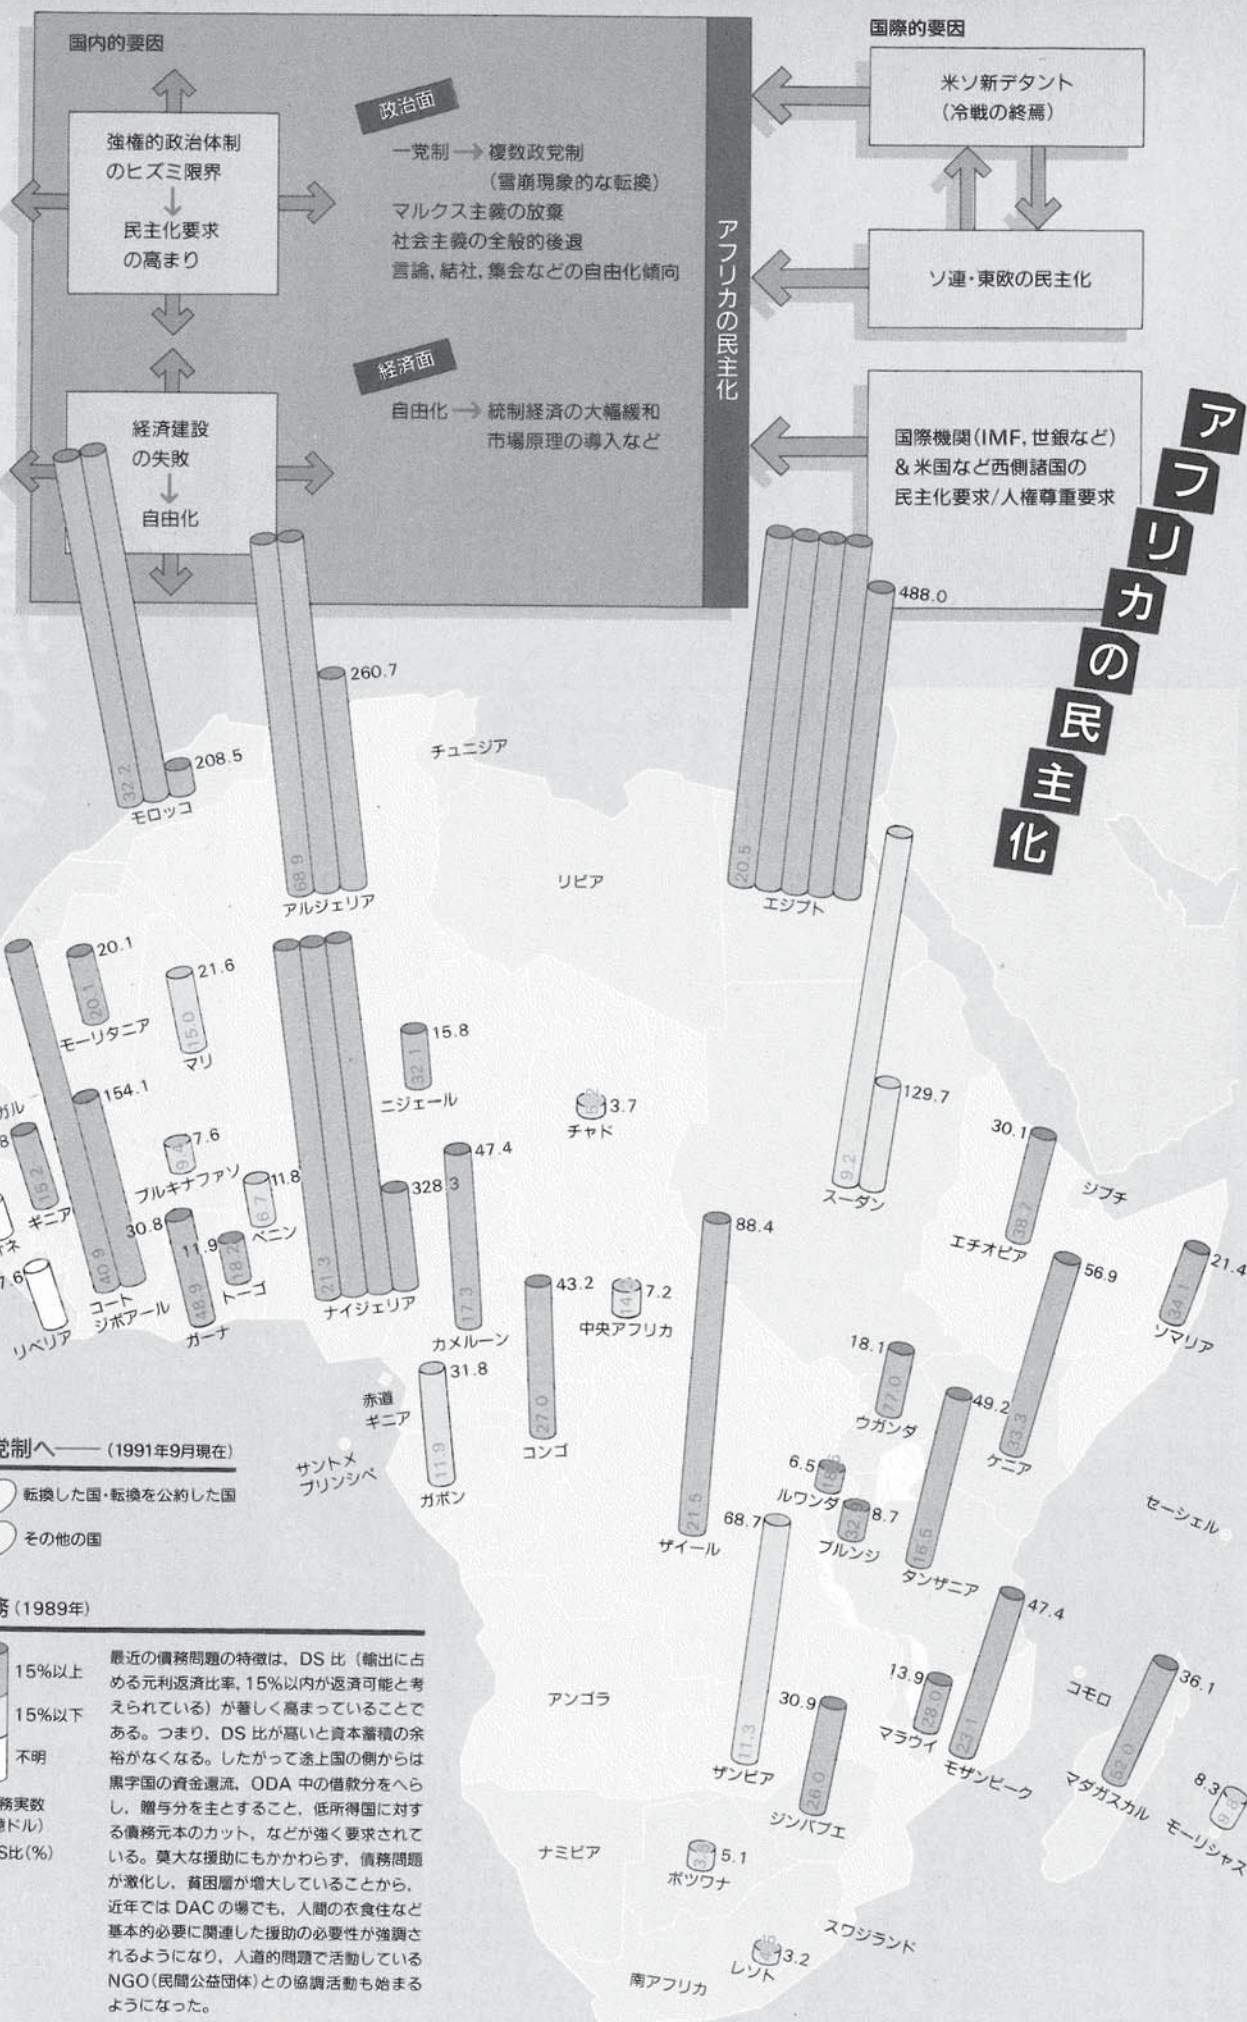 国内的要因
強権的政治体制
のヒズミ限界
↓
民主化要求
の高まり
経済建設
の失敗
↓
自由化
政治面
一党制→複数政党制
(雪崩現象的な転換)
マルクス主義の放棄
社会主義の全般的後退
言論,結社,集会などの自由化傾向
経済面
自由化→統制経済の大幅緩和
市場原理の導入など
アフリカの民主化
国際的要因
米ソ新デタント
(冷戦の終焉)
ソ連・東欧の民主化
国際機関(IMF,世銀など)
&米国など西側諸国の
民主化要求/人権尊重要求
アフリカの民主化
208.5
32.2
モロッコ
260.7
68.9
アルジェリア
チュニジア
リビア
488.0
20.5
エジプト
20.1
20.1
モーリタニア
21.6
15.0
マリ
15.8
32.1
ニジェール
3.7
チャド
129.7
9.2
スーダン
30.1
38.7
エチオピア
ジブチ
ガル
8
15.2
ギニア
ネ
7.6
リベリア
154.1
40.9
コート
ジボアール
7.6
9.4
ブルキナファソ
30.8
48.9
ガーナ
11.9
18.2
トーゴ
11.8
6.7
ベニン
328.3
21.3
ナイジェリア
47.4
17.3
カメルーン
43.2
27.0
コンゴ
7.2
中央アフリカ
88.4
21.5
ザイール
56.9
33.3
ケニア
21.4
34.1
ソマリア
18.1
77.0
ウガンダ
49.2
16.5
タンザニア
6.5
ルワンダ
8.7
ブルンジ
赤道
ギニア
サントメ
プリンシペ
31.8
11.9
ガボン
セーシェル
68.7
11.3
ザンビア
アンゴラ
30.9
26.0
ジンバブエ
13.9
28.0
マラウイ
47.4
23.1
モザンビーク
コモロ
36.1
52.0
マダガスカル
8.3
9.8
モーリシャス
ナミビア
5.1
ボツワナ
スワジランド
3.2
レソト
南アフリカ
党制へ――(1991年9月現在)
転換した国・転換を公約した国
その他の国
務(1989年)
15%以上
15%以下
不明
務実数
億ドル)
S比(%)
最近の債務問題の特徴は,DS比(輸出に占
める元利返済比率,15%以内が返済可能と考
えられている)が著しく高まっていることで
ある。つまり,DS比が高いと資本蓄積の余
裕がなくなる。したがって途上国の側からは
黒字国の資金還流,ODA中の借款分をへら
し,贈与分を主とすること,低所得国に対す
る債務元本のカット,などが強く要求されて
いる。莫大な援助にもかかわらず,債務問題
が激化し,貧困層が増大していることから,
近年ではDACの場でも,人間の衣食住など
基本的必要に関連した援助の必要性が強調さ
れるようになり,人道的問題で活動している
NGO(民間公益団体)との協調活動も始まる
ようになった。